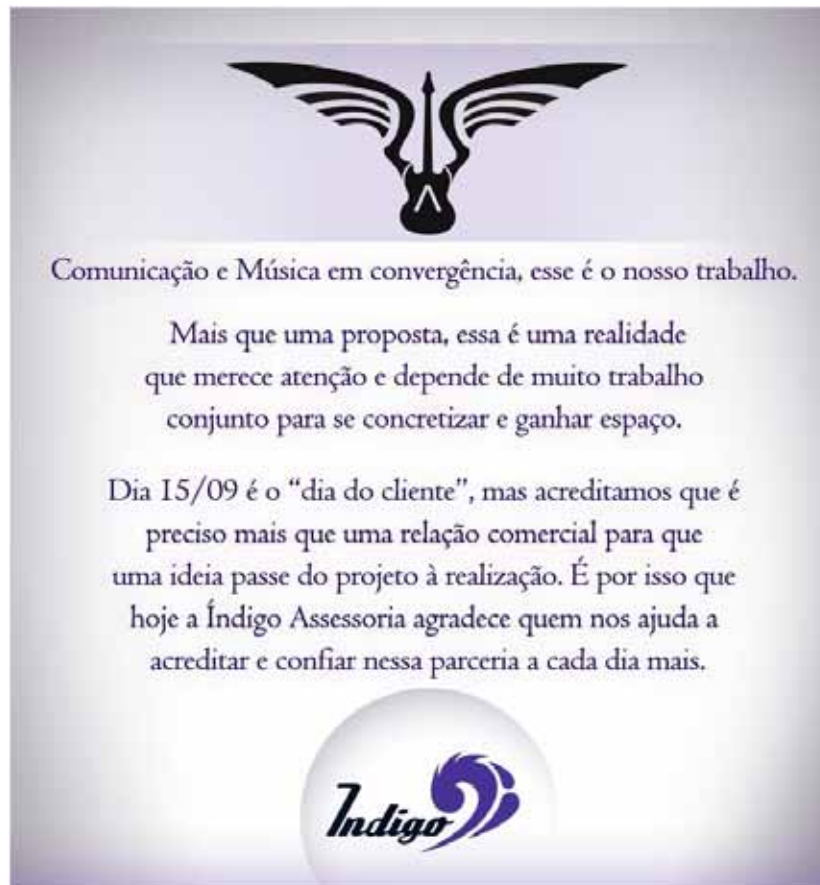 Comunicação e Música em convergência, esse é o nosso trabalho.
Mais que uma proposta, essa é uma realidade
que merece atenção e depende de muito trabalho
conjunto para se concretizar e ganhar espaço.
Dia 15/09 é o “dia do cliente”, mas acreditamos que é
preciso mais que uma relação comercial para que
uma ideia passe do projeto à realização. É por isso que
hoje a Índigo Assessoria agradece quem nos ajuda a
acreditar e confiar nessa parceria a cada dia mais.
Índigo